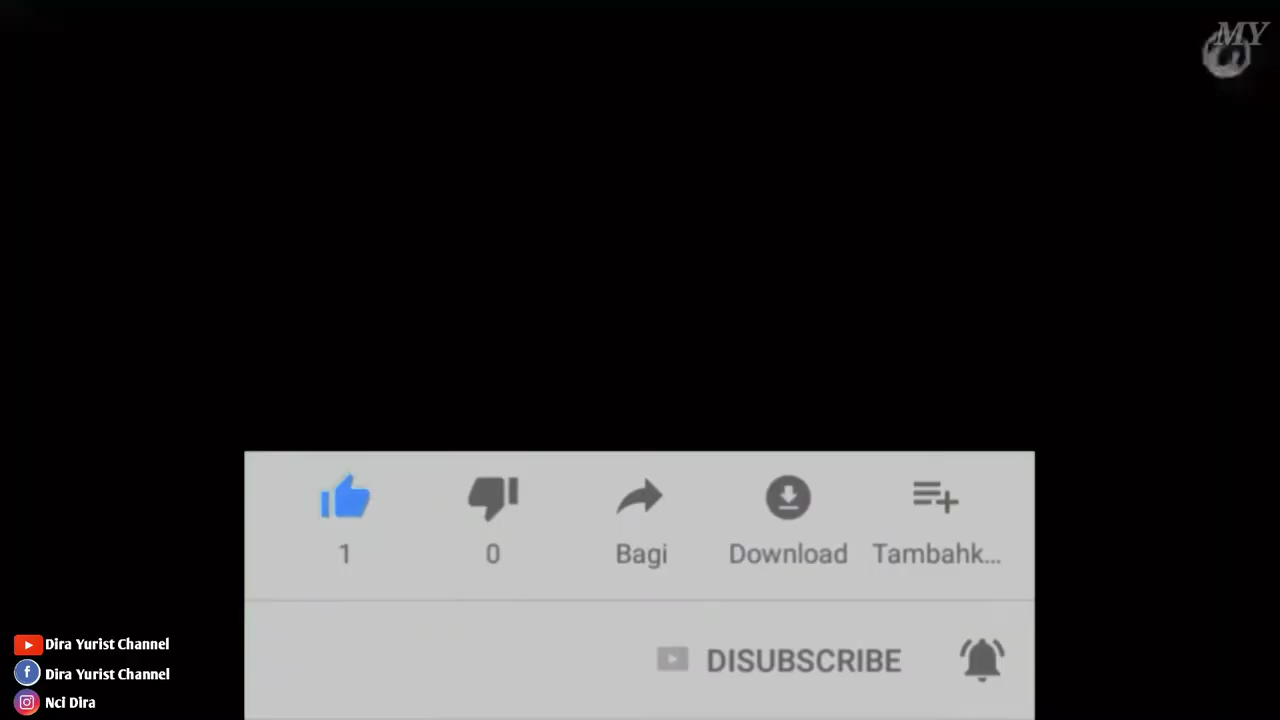 MY
1
0
Bagi
Download
Tambahk...
DISUBSCRIBE
Dira Yurist Channel
Dira Yurist Channel
Nci Dira